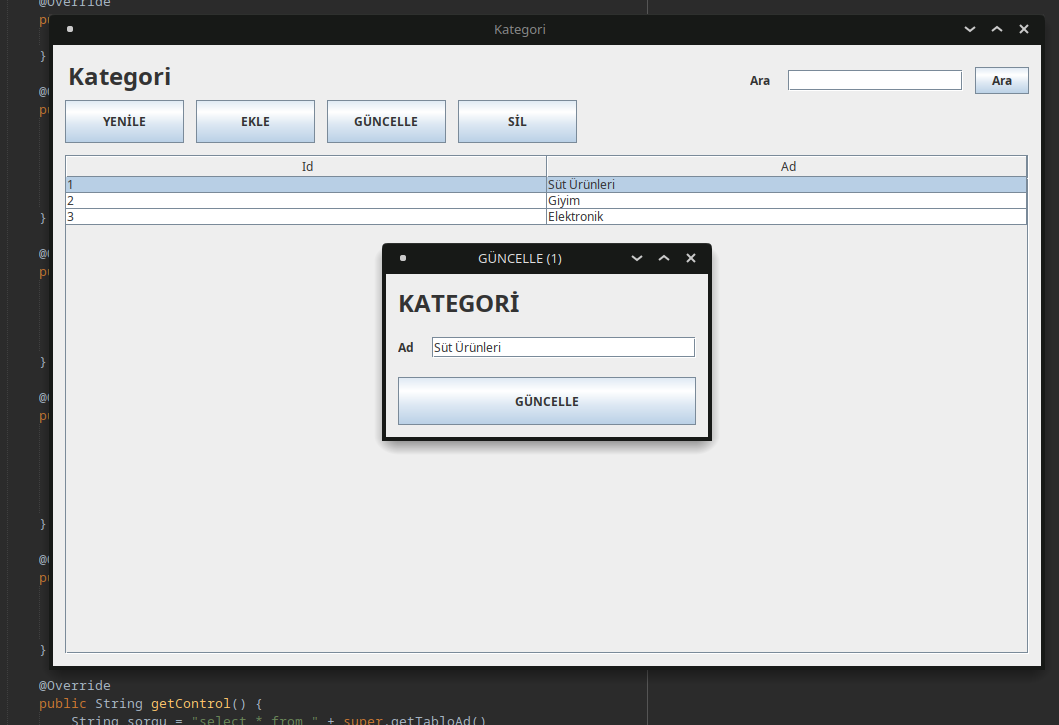 @Override
Kategori
Kategori
Ara
Ara
YENİLE
EKLE
GÜNCELLE
SİL
Id
Ad
1
Süt Ürünleri
2
Giyim
3
Elektronik
GÜNCELLE (1)
KATEGORİ
Ad
Süt Ürünleri
GÜNCELLE
}
}
}
}
}
@Override
public String getControl() {
String sorgu = "select * from " + super.getTabloAd()